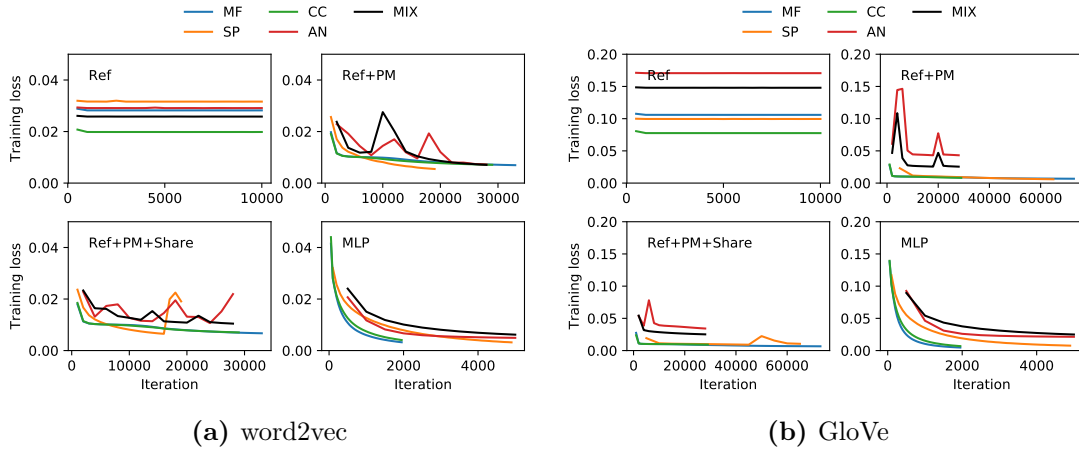 MF CC MIX
SP AN
MF CC MIX
SP AN
Training loss
0.04
0.02
0.00
Ref
0 5000 10000
0.04
0.02
0.00
Ref+PM
0 10000 20000 30000
Training loss
0.20
0.15
0.10
0.05
0.00
Ref
0 5000 10000
0.20
0.15
0.10
0.05
0.00
Ref+PM
0 20000 40000 60000
Training loss
0.04
0.02
0.00
Ref+PM+Share
0 10000 20000 30000
Iteration
0.04
0.02
0.00
MLP
0 2000 4000
Iteration
Training loss
0.20
0.15
0.10
0.05
0.00
Ref+PM+Share
0 20000 40000 60000
Iteration
0.20
0.15
0.10
0.05
0.00
MLP
0 2000 4000
Iteration
(a) word2vec
(b) GloVe